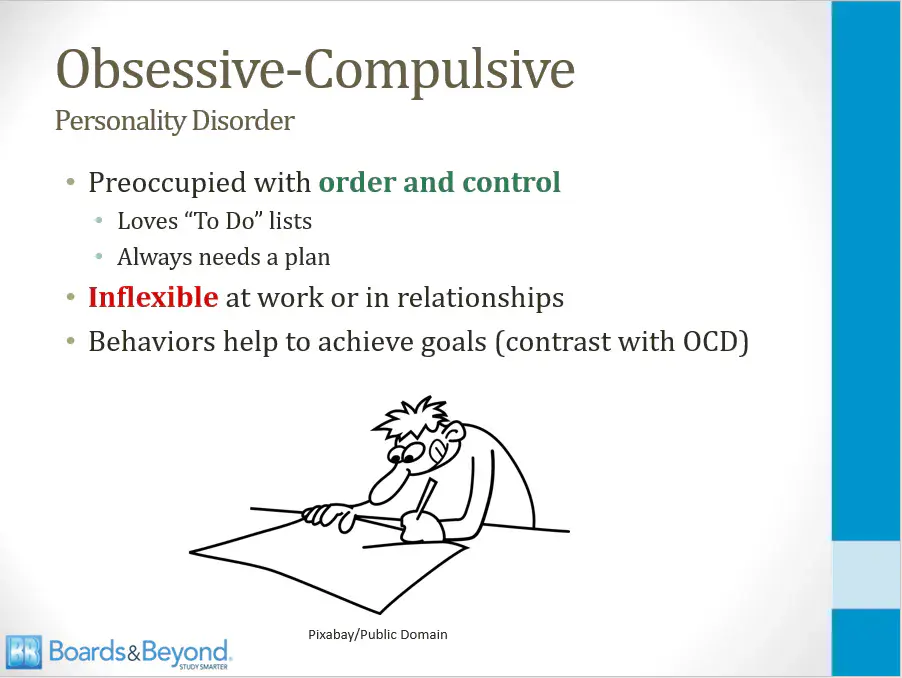 Obsessive-Compulsive
Personality Disorder
• Preoccupied with order and control
• Loves “To Do” lists
• Always needs a plan
• Inflexible at work or in relationships
• Behaviors help to achieve goals (contrast with OCD)
Pixabay/Public Domain
BB Boards&Beyond.
STUDY SMARTER